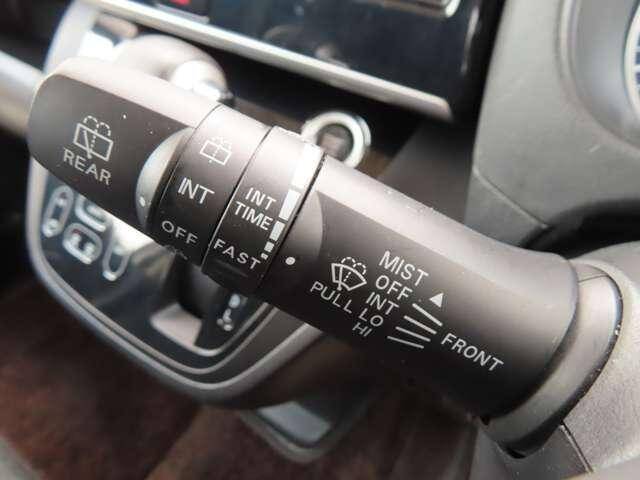 REAR
INT
OFF
INT
TIME
FAST
MIST
OFF
INT
PULL LO
HI
FRONT